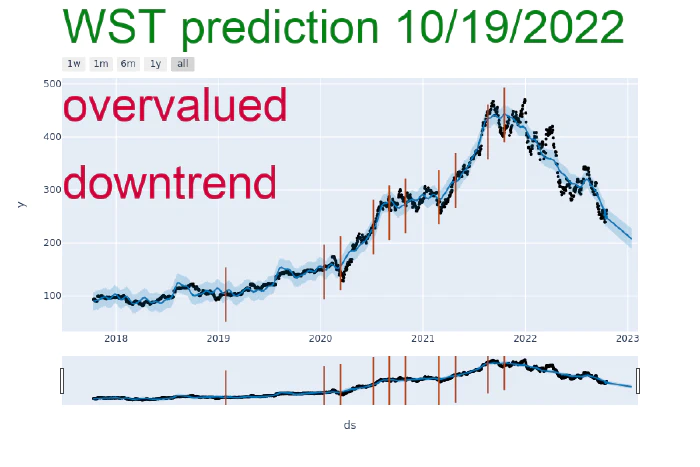 WST prediction 10/19/2022
1w 1m 6m 1y all
500
overvalued
400
downtrend
300
y
200
100
2018 2019 2020 2021 2022 2023
ds